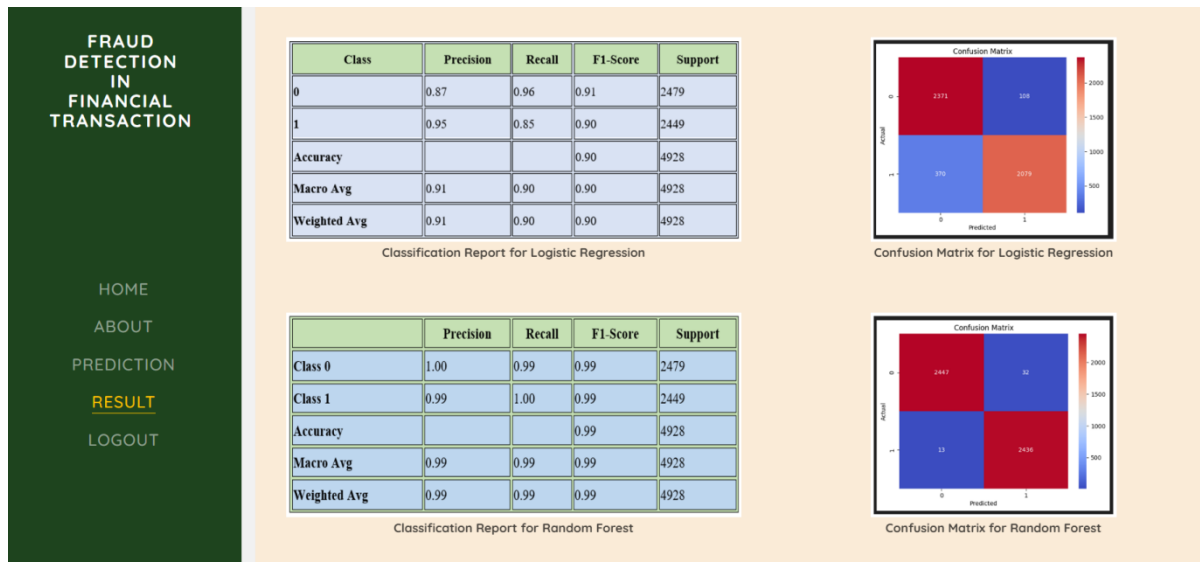 FRAUD
DETECTION
IN
FINANCIAL
TRANSACTION
HOME
ABOUT
PREDICTION
RESULT
LOGOUT
Class Precision Recall F1-Score Support
0 0.87 0.96 0.91 2479
1 0.95 0.85 0.90 2449
Accuracy 0.90 4928
Macro Avg 0.91 0.90 0.90 4928
Weighted Avg 0.91 0.90 0.90 4928
Classification Report for Logistic Regression
Confusion Matrix
Actual
0 2371 108
1 370 2079
0 1
Predicted
2000
1500
1000
500
Confusion Matrix for Logistic Regression
Precision Recall F1-Score Support
Class 0 1.00 0.99 0.99 2479
Class 1 0.99 1.00 0.99 2449
Accuracy 0.99 4928
Macro Avg 0.99 0.99 0.99 4928
Weighted Avg 0.99 0.99 0.99 4928
Classification Report for Random Forest
Confusion Matrix
Actual
0 2447 32
1 13 2436
0 1
Predicted
2000
1500
1000
500
Confusion Matrix for Random Forest